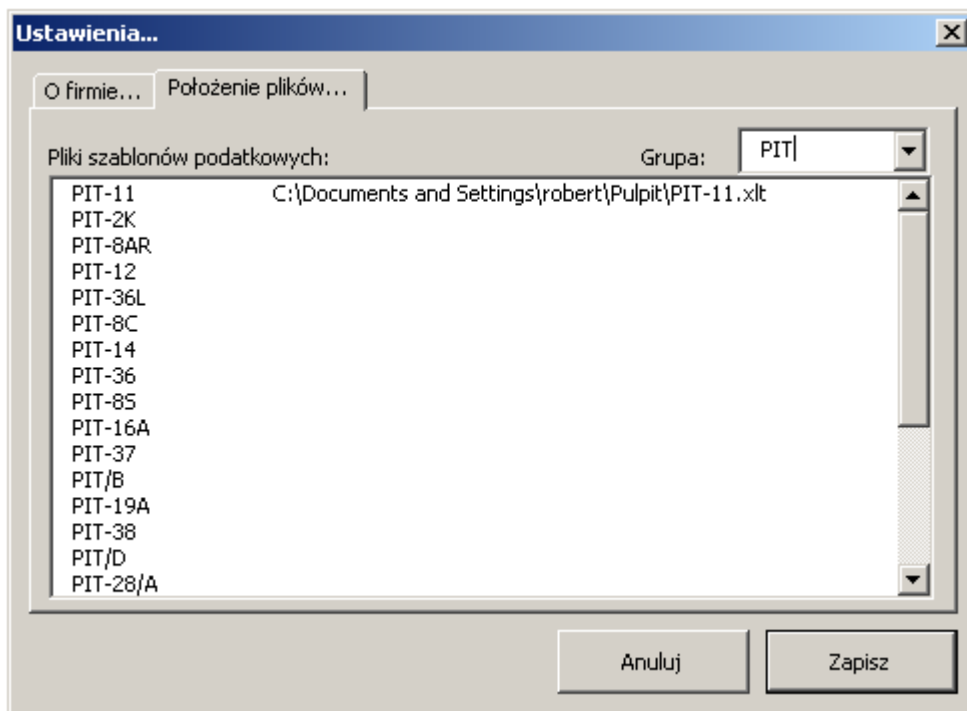 Ustawienia...
O firmie... Położenie plików...
Pliki szablonów podatkowych: Grupa: PIT
PIT-11 C:\Documents and Settings\robert\Pulpit\PIT-11.xlt
PIT-2K
PIT-8AR
PIT-12
PIT-36L
PIT-8C
PIT-14
PIT-36
PIT-8S
PIT-16A
PIT-37
PIT/B
PIT-19A
PIT-38
PIT/D
PIT-28/A
Anuluj Zapisz